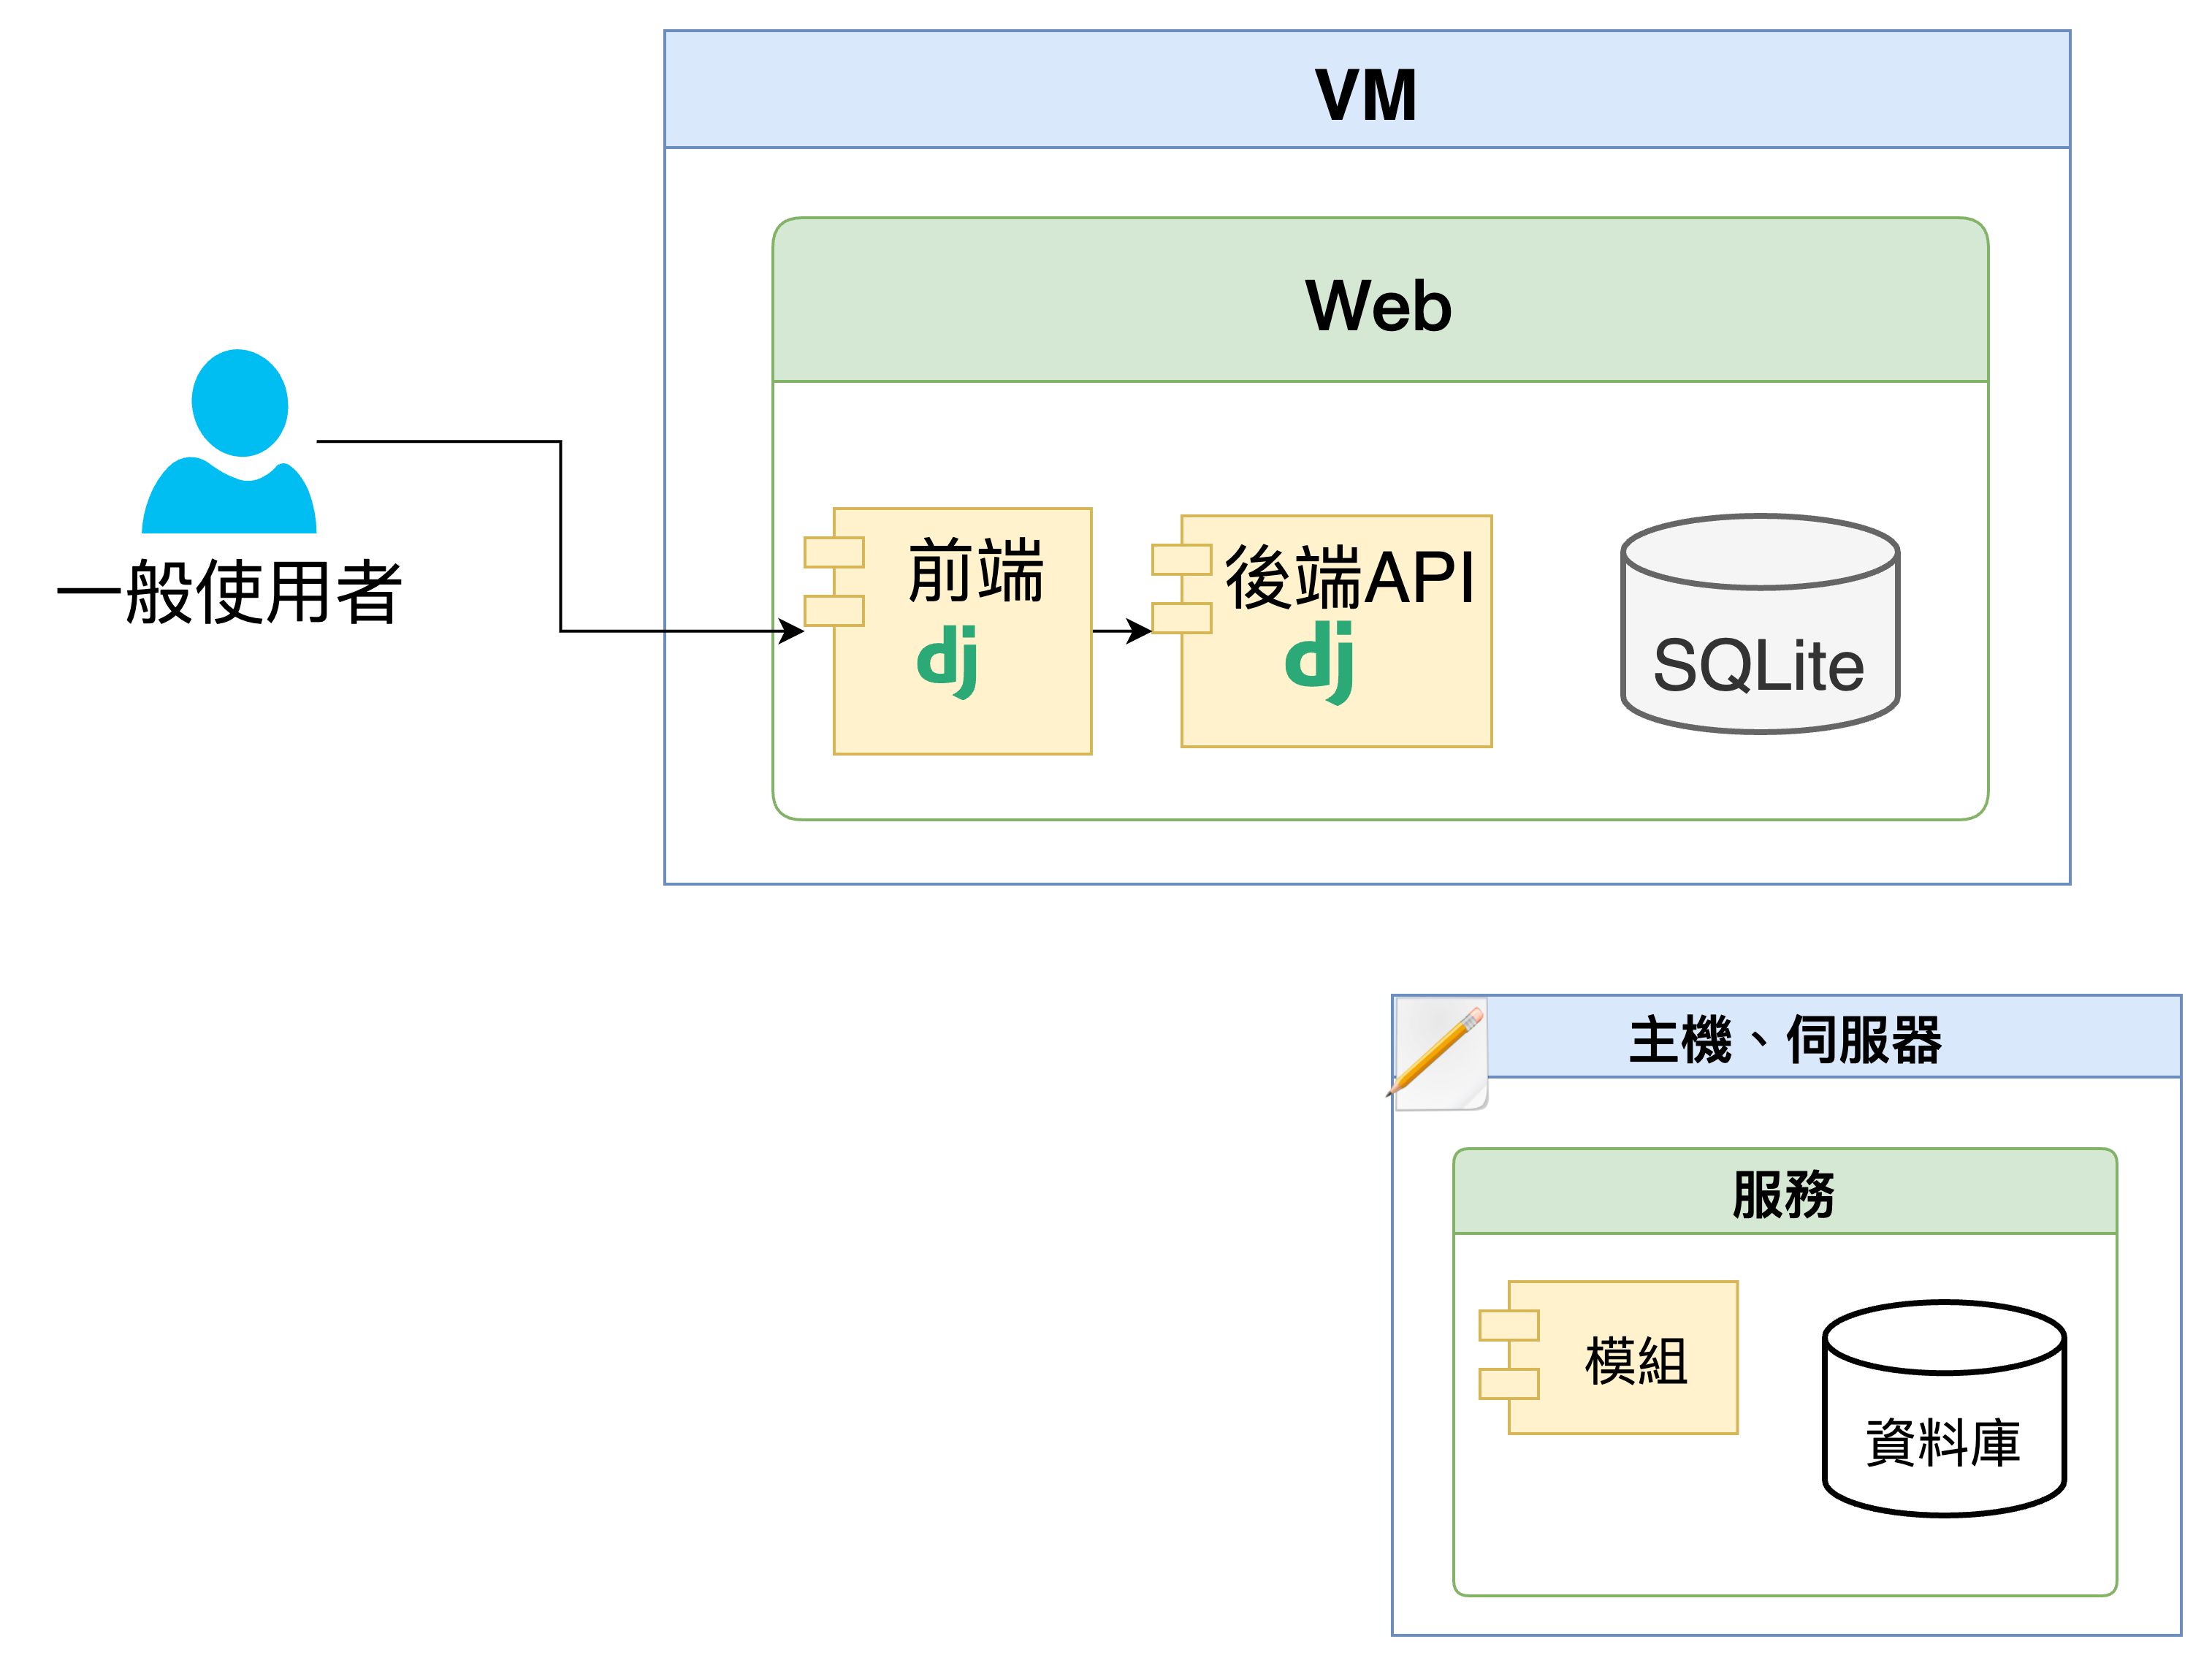 VM
Web
一般使用者
前端
dj
後端API
dj
SQLite
主機、伺服器
服務
模組
資料庫